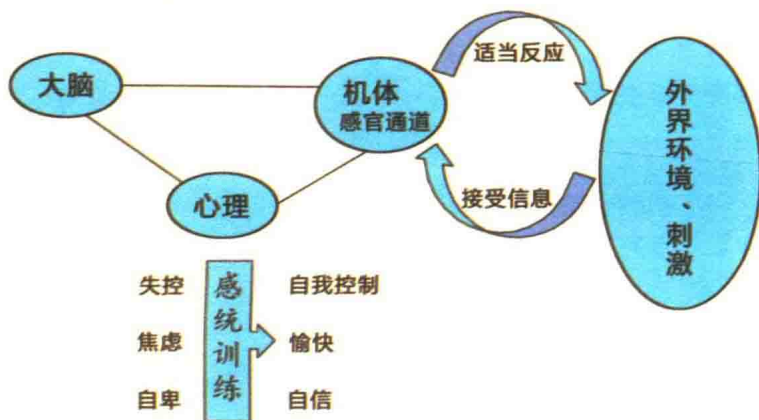 适当反应
大脑
机体
感官通道
外界环境、刺激
接受信息
心理
感统训练
失控
自我控制
焦虑
愉快
自卑
自信